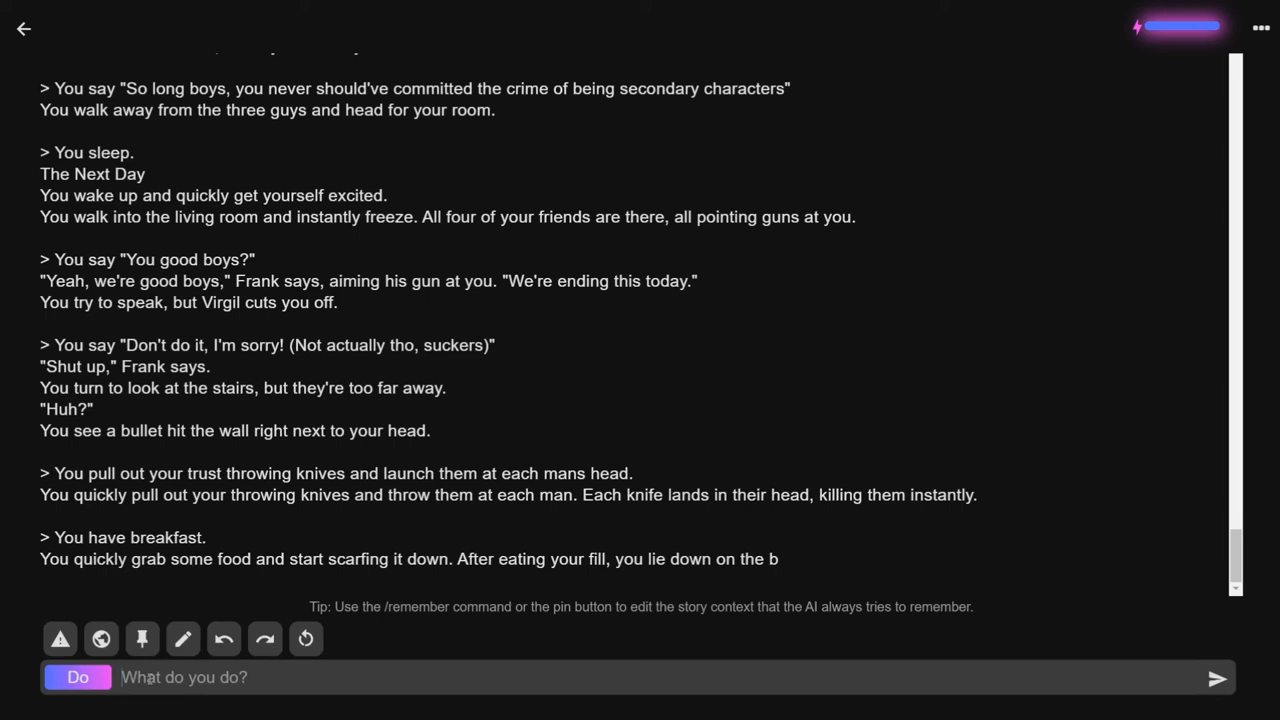 > You say "So long boys, you never should've committed the crime of being secondary characters"
You walk away from the three guys and head for your room.
> You sleep.
The Next Day
You wake up and quickly get yourself excited.
You walk into the living room and instantly freeze. All four of your friends are there, all pointing guns at you.
> You say "You good boys?"
"Yeah, we're good boys," Frank says, aiming his gun at you. "We're ending this today."
You try to speak, but Virgil cuts you off.
> You say "Don't do it, I'm sorry! (Not actually tho, suckers)"
"Shut up," Frank says.
You turn to look at the stairs, but they're too far away.
"Huh?"
You see a bullet hit the wall right next to your head.
> You pull out your trust throwing knives and launch them at each mans head.
You quickly pull out your throwing knives and throw them at each man. Each knife lands in their head, killing them instantly.
> You have breakfast.
You quickly grab some food and start scarfing it down. After eating your fill, you lie down on the b
Tip: Use the /remember command or the pin button to edit the story context that the AI always tries to remember.
Do What do you do?